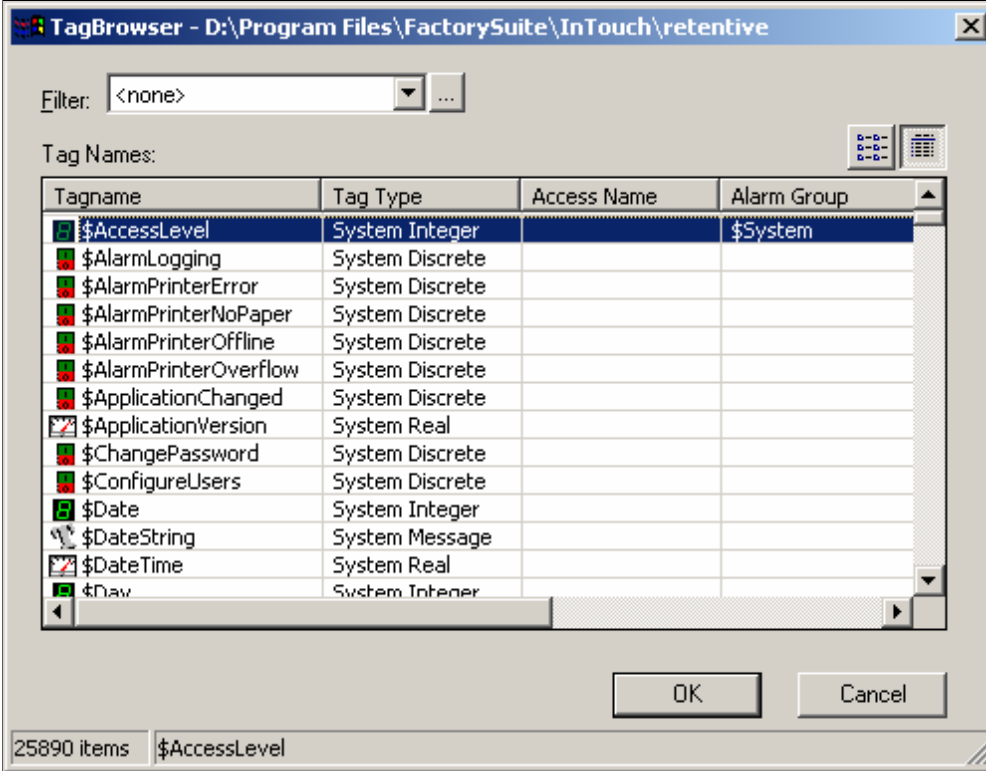 TagBrowser - D:\Program Files\FactorySuite\InTouch\retentive
Filter: <none> ...
Tag Names:
Tagname Tag Type Access Name Alarm Group
$AccessLevel System Integer $System
$AlarmLogging System Discrete
$AlarmPrinterError System Discrete
$AlarmPrinterNoPaper System Discrete
$AlarmPrinterOffline System Discrete
$AlarmPrinterOverflow System Discrete
$ApplicationChanged System Discrete
$ApplicationVersion System Real
$ChangePassword System Discrete
$ConfigureUsers System Discrete
$Date System Integer
$DateString System Message
$DateTime System Real
$Day System Integer
OK Cancel
25890 items $AccessLevel